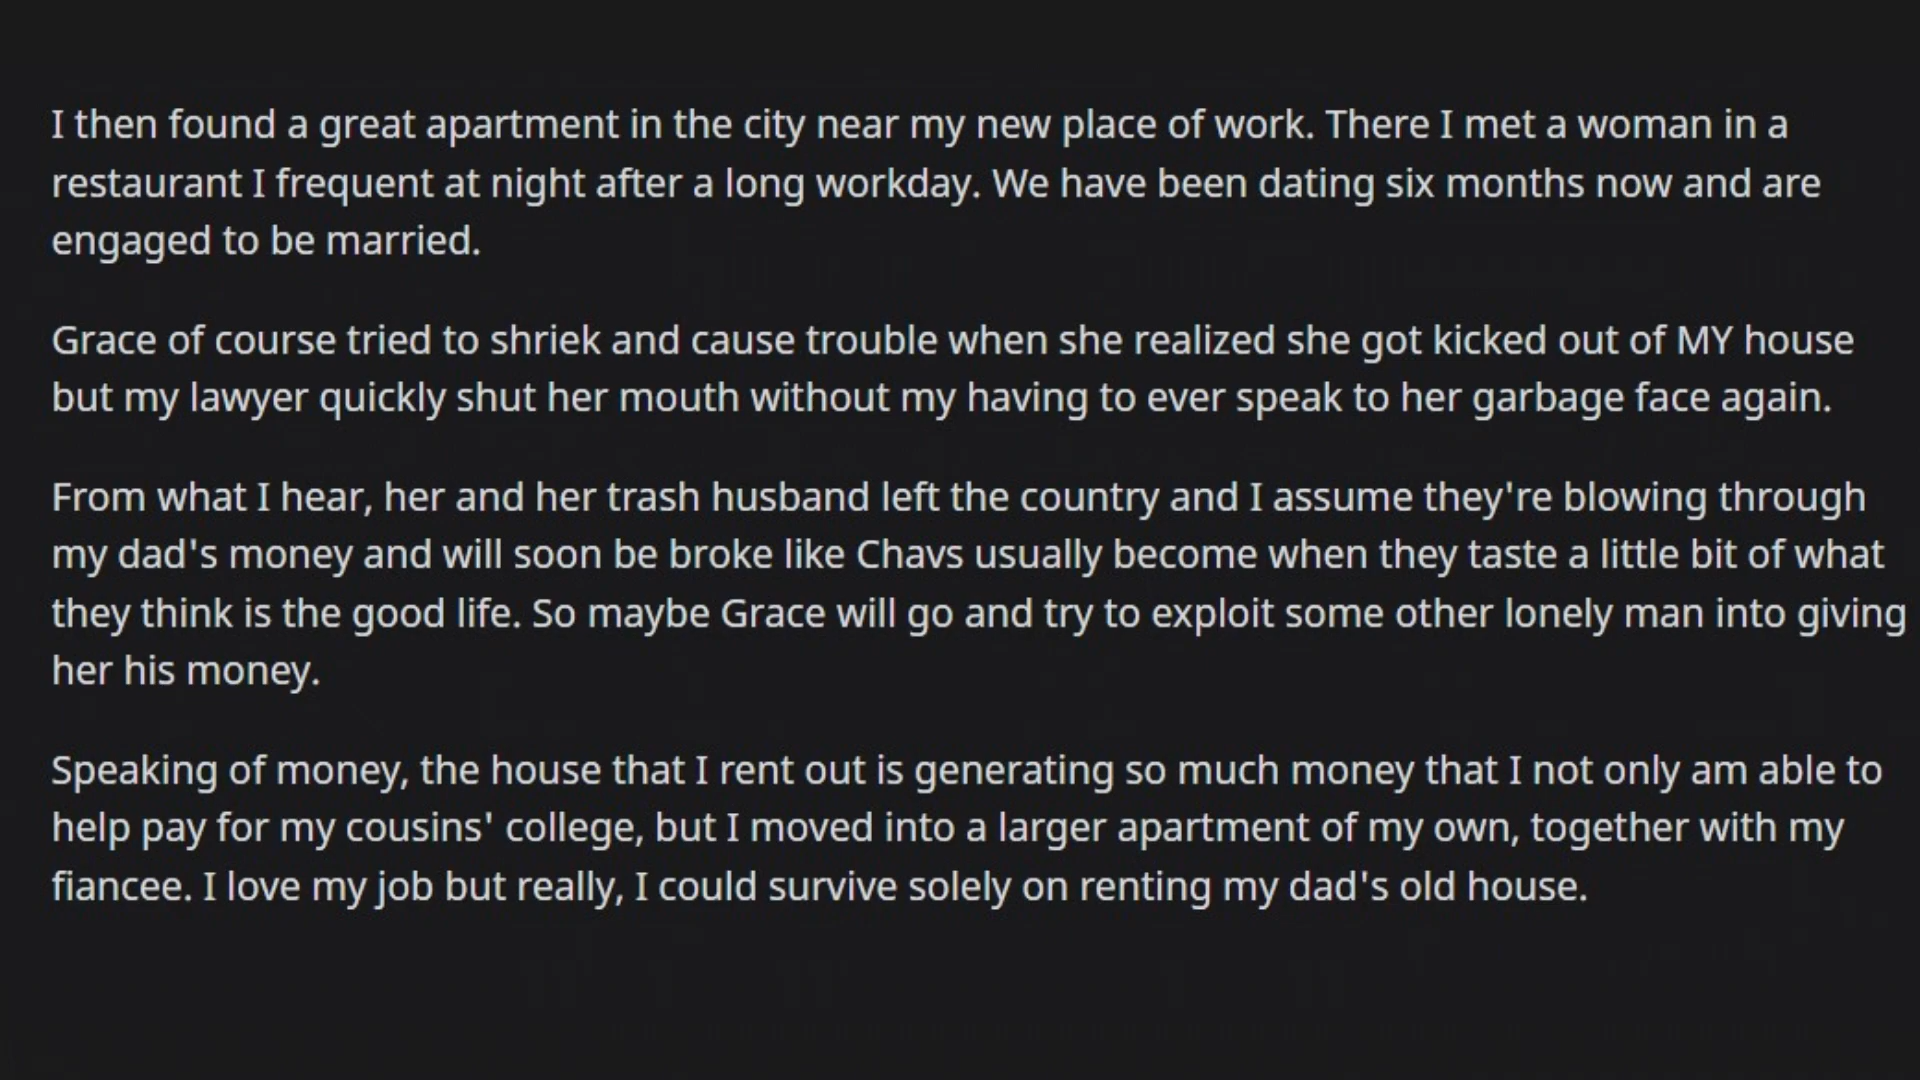 I then found a great apartment in the city near my new place of work. There I met a woman in a
restaurant I frequent at night after a long workday. We have been dating six months now and are
engaged to be married.
Grace of course tried to shriek and cause trouble when she realized she got kicked out of MY house
but my lawyer quickly shut her mouth without my having to ever speak to her garbage face again.
From what I hear, her and her trash husband left the country and I assume they're blowing through
my dad's money and will soon be broke like Chavs usually become when they taste a little bit of what
they think is the good life. So maybe Grace will go and try to exploit some other lonely man into giving
her his money.
Speaking of money, the house that I rent out is generating so much money that I not only am able to
help pay for my cousins' college, but I moved into a larger apartment of my own, together with my
fiancee. I love my job but really, I could survive solely on renting my dad's old house.